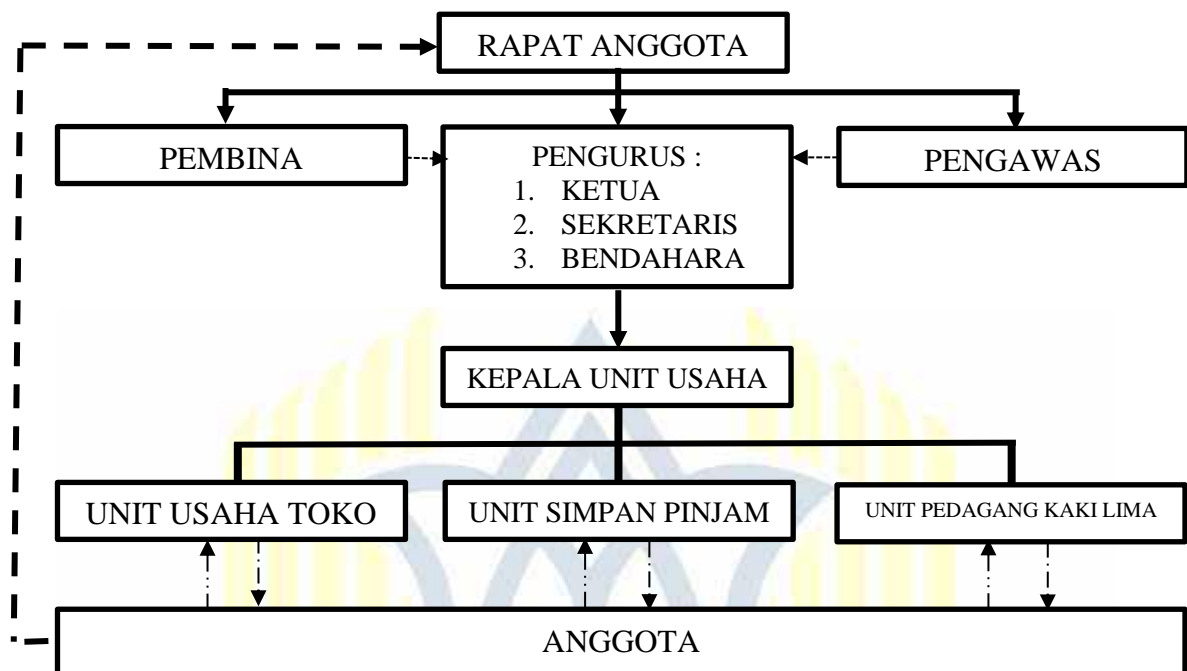 RAPAT ANGGOTA
PEMBINA
PENGURUS :
1. KETUA
2. SEKRETARIS
3. BENDAHARA
PENGAWAS
KEPALA UNIT USAHA
UNIT USAHA TOKO
UNIT SIMPAN PINJAM
UNIT PEDAGANG KAKI LIMA
ANGGOTA